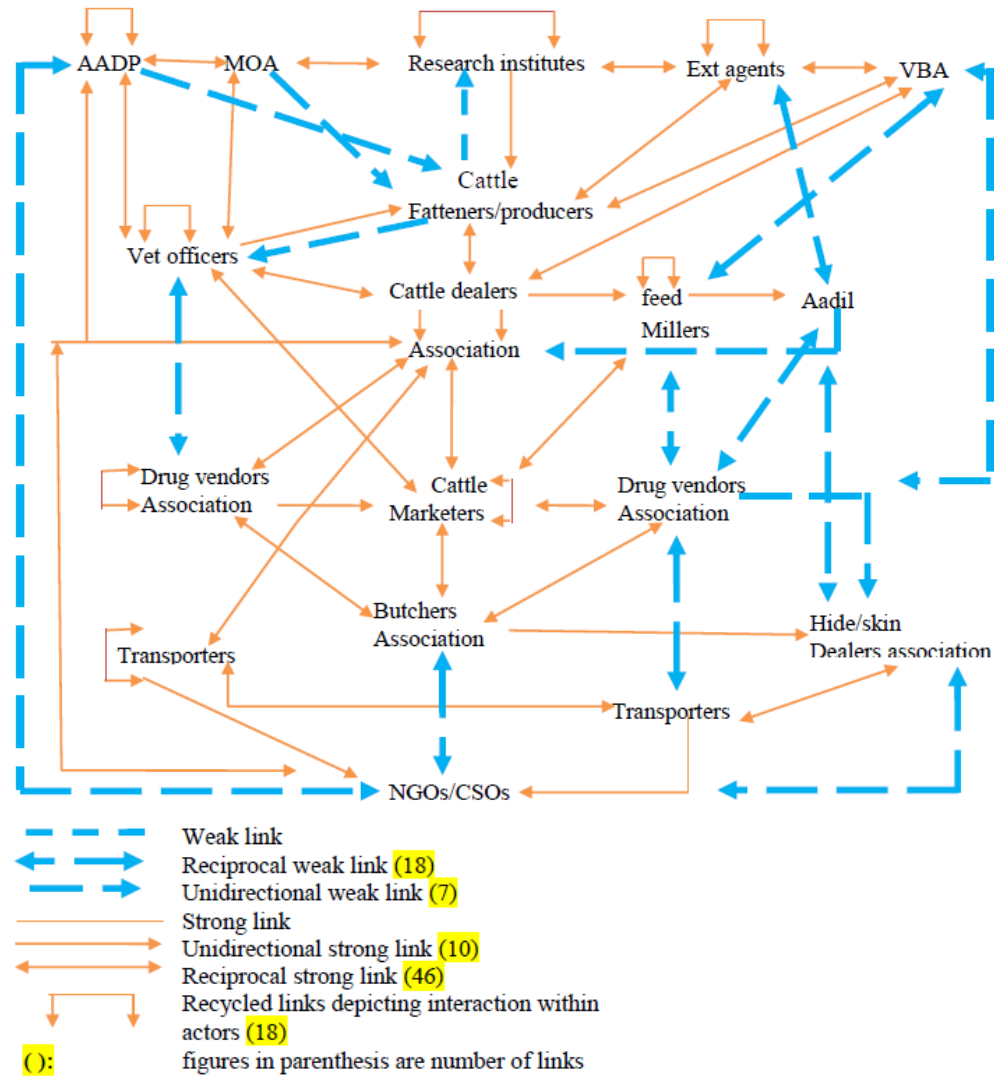 AADP
MOA
Research institutes
Ext agents
VBA
Cattle
Fatteners/producers
Vet officers
Cattle dealers
feed
Millers
Aadil
Association
Drug vendors
Association
Cattle
Marketers
Drug vendors
Association
Butchers
Association
Hide/skin
Dealers association
Transporters
Transporters
NGOs/CSOs
Weak link
Reciprocal weak link (18)
Unidirectional weak link (7)
Strong link
Unidirectional strong link (10)
Reciprocal strong link (46)
Recycled links depicting interaction within
actors (18)
( ): figures in parenthesis are number of links